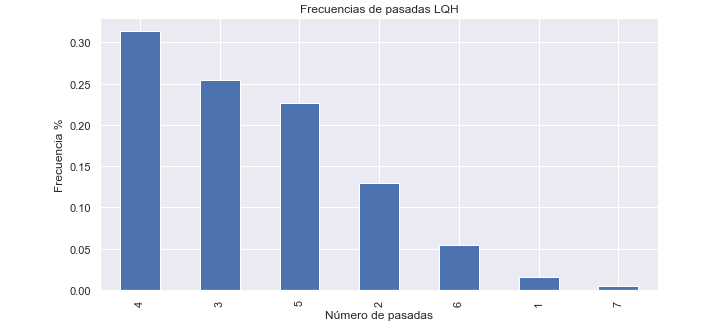 Frecuencias de pasadas LQH
Frecuencia %
0.30
0.25
0.20
0.15
0.10
0.05
0.00
4 3 5 2 6 1 7
Número de pasadas